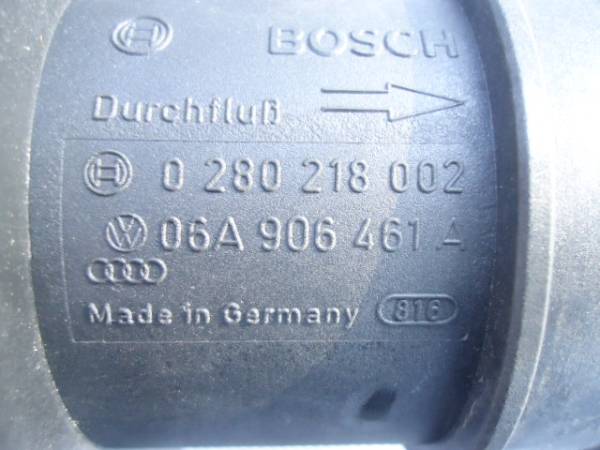 BOSCH
Durchfluß
0 280 218 002
06A 906 461 A
Made in Germany 816